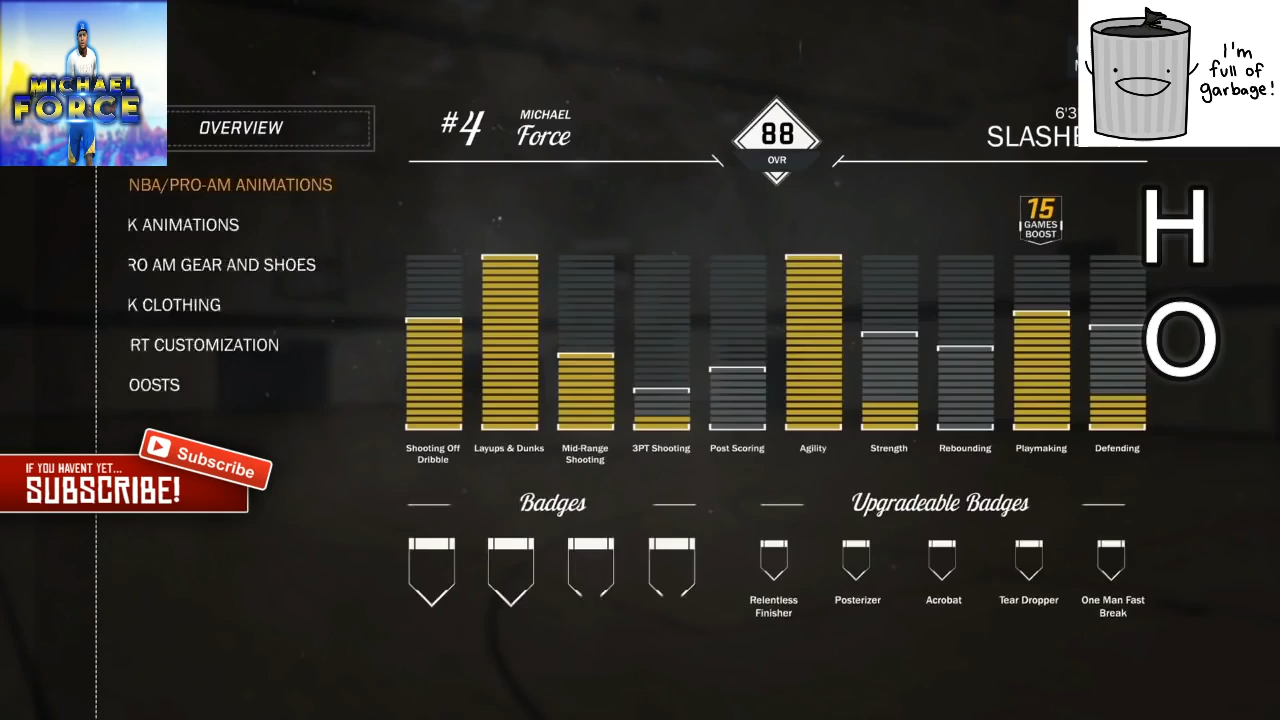 MICHAEL
FORCE
OVERVIEW
#4
MICHAEL
Force
88
OVR
6'3
SLASHE
I'm
full of
garbage!
NBA/PRO-AM ANIMATIONS
K ANIMATIONS
RO AM GEAR AND SHOES
K CLOTHING
RT CUSTOMIZATION
OOSTS
15
GAMES
BOOST
H
O
Shooting Off
Dribble
Layups & Dunks
Mid-Range
Shooting
3PT Shooting
Post Scoring
Agility
Strength
Rebounding
Playmaking
Defending
IF YOU HAVENT YET...
SUBSCRIBE!
Subscribe
Badges
Upgradeable Badges
Relentless
Finisher
Posterizer
Acrobat
Tear Dropper
One Man Fast
Break